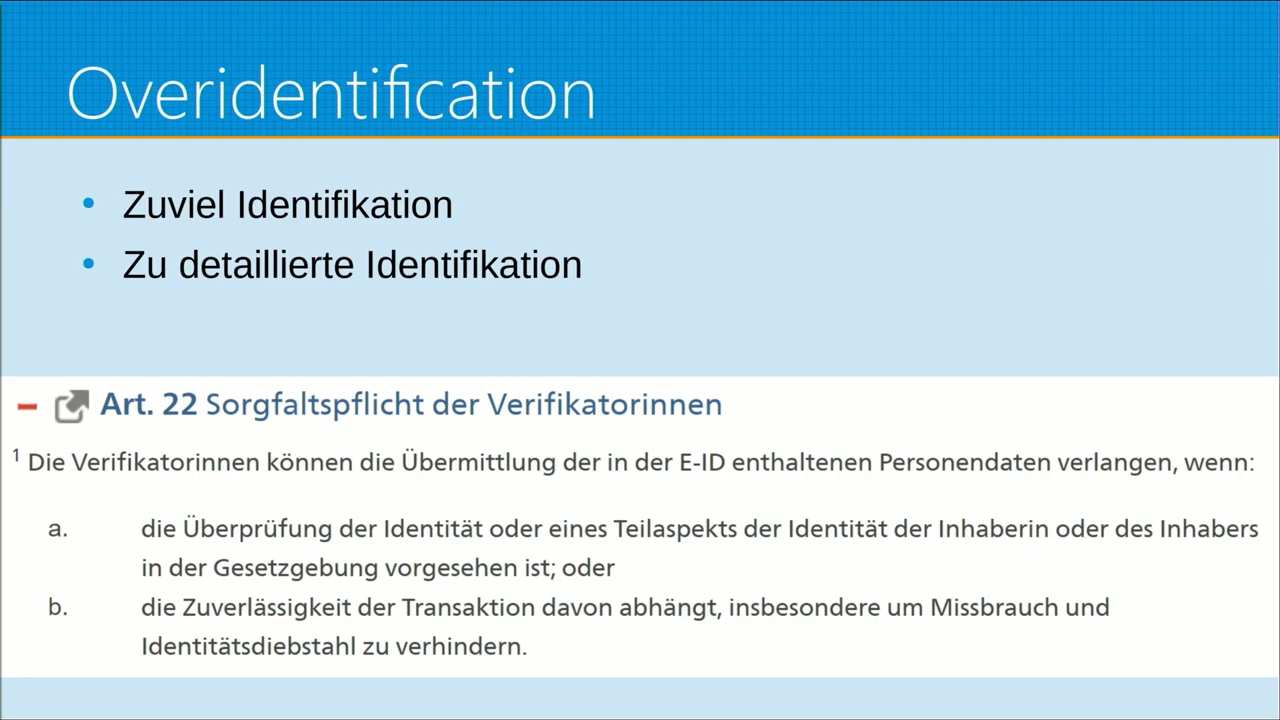 Overidentification
• Zuviel Identifikation
• Zu detaillierte Identifikation
Art. 22 Sorgfaltspflicht der Verifikatorinnen
¹ Die Verifikatorinnen können die Übermittlung der in der E-ID enthaltenen Personendaten verlangen, wenn:
a. die Überprüfung der Identität oder eines Teilaspekts der Identität der Inhaberin oder des Inhabers
in der Gesetzgebung vorgesehen ist; oder
b. die Zuverlässigkeit der Transaktion davon abhängt, insbesondere um Missbrauch und
Identitätsdiebstahl zu verhindern.